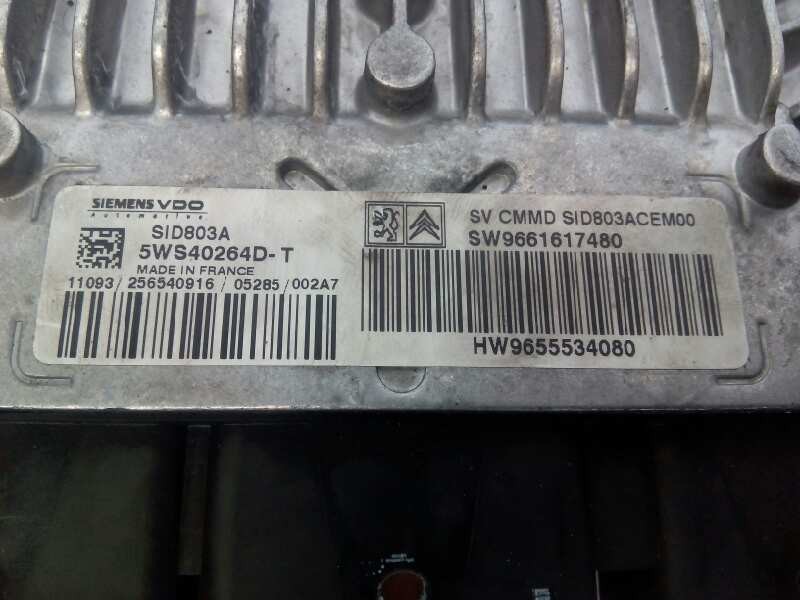 SIEMENS VDO
Automotive
SID803A
5WS40264D-T
MADE IN FRANCE
11093/256540916/05285/002A7
SV CMMD SID803ACEM00
SW9661617480
HW9655534080